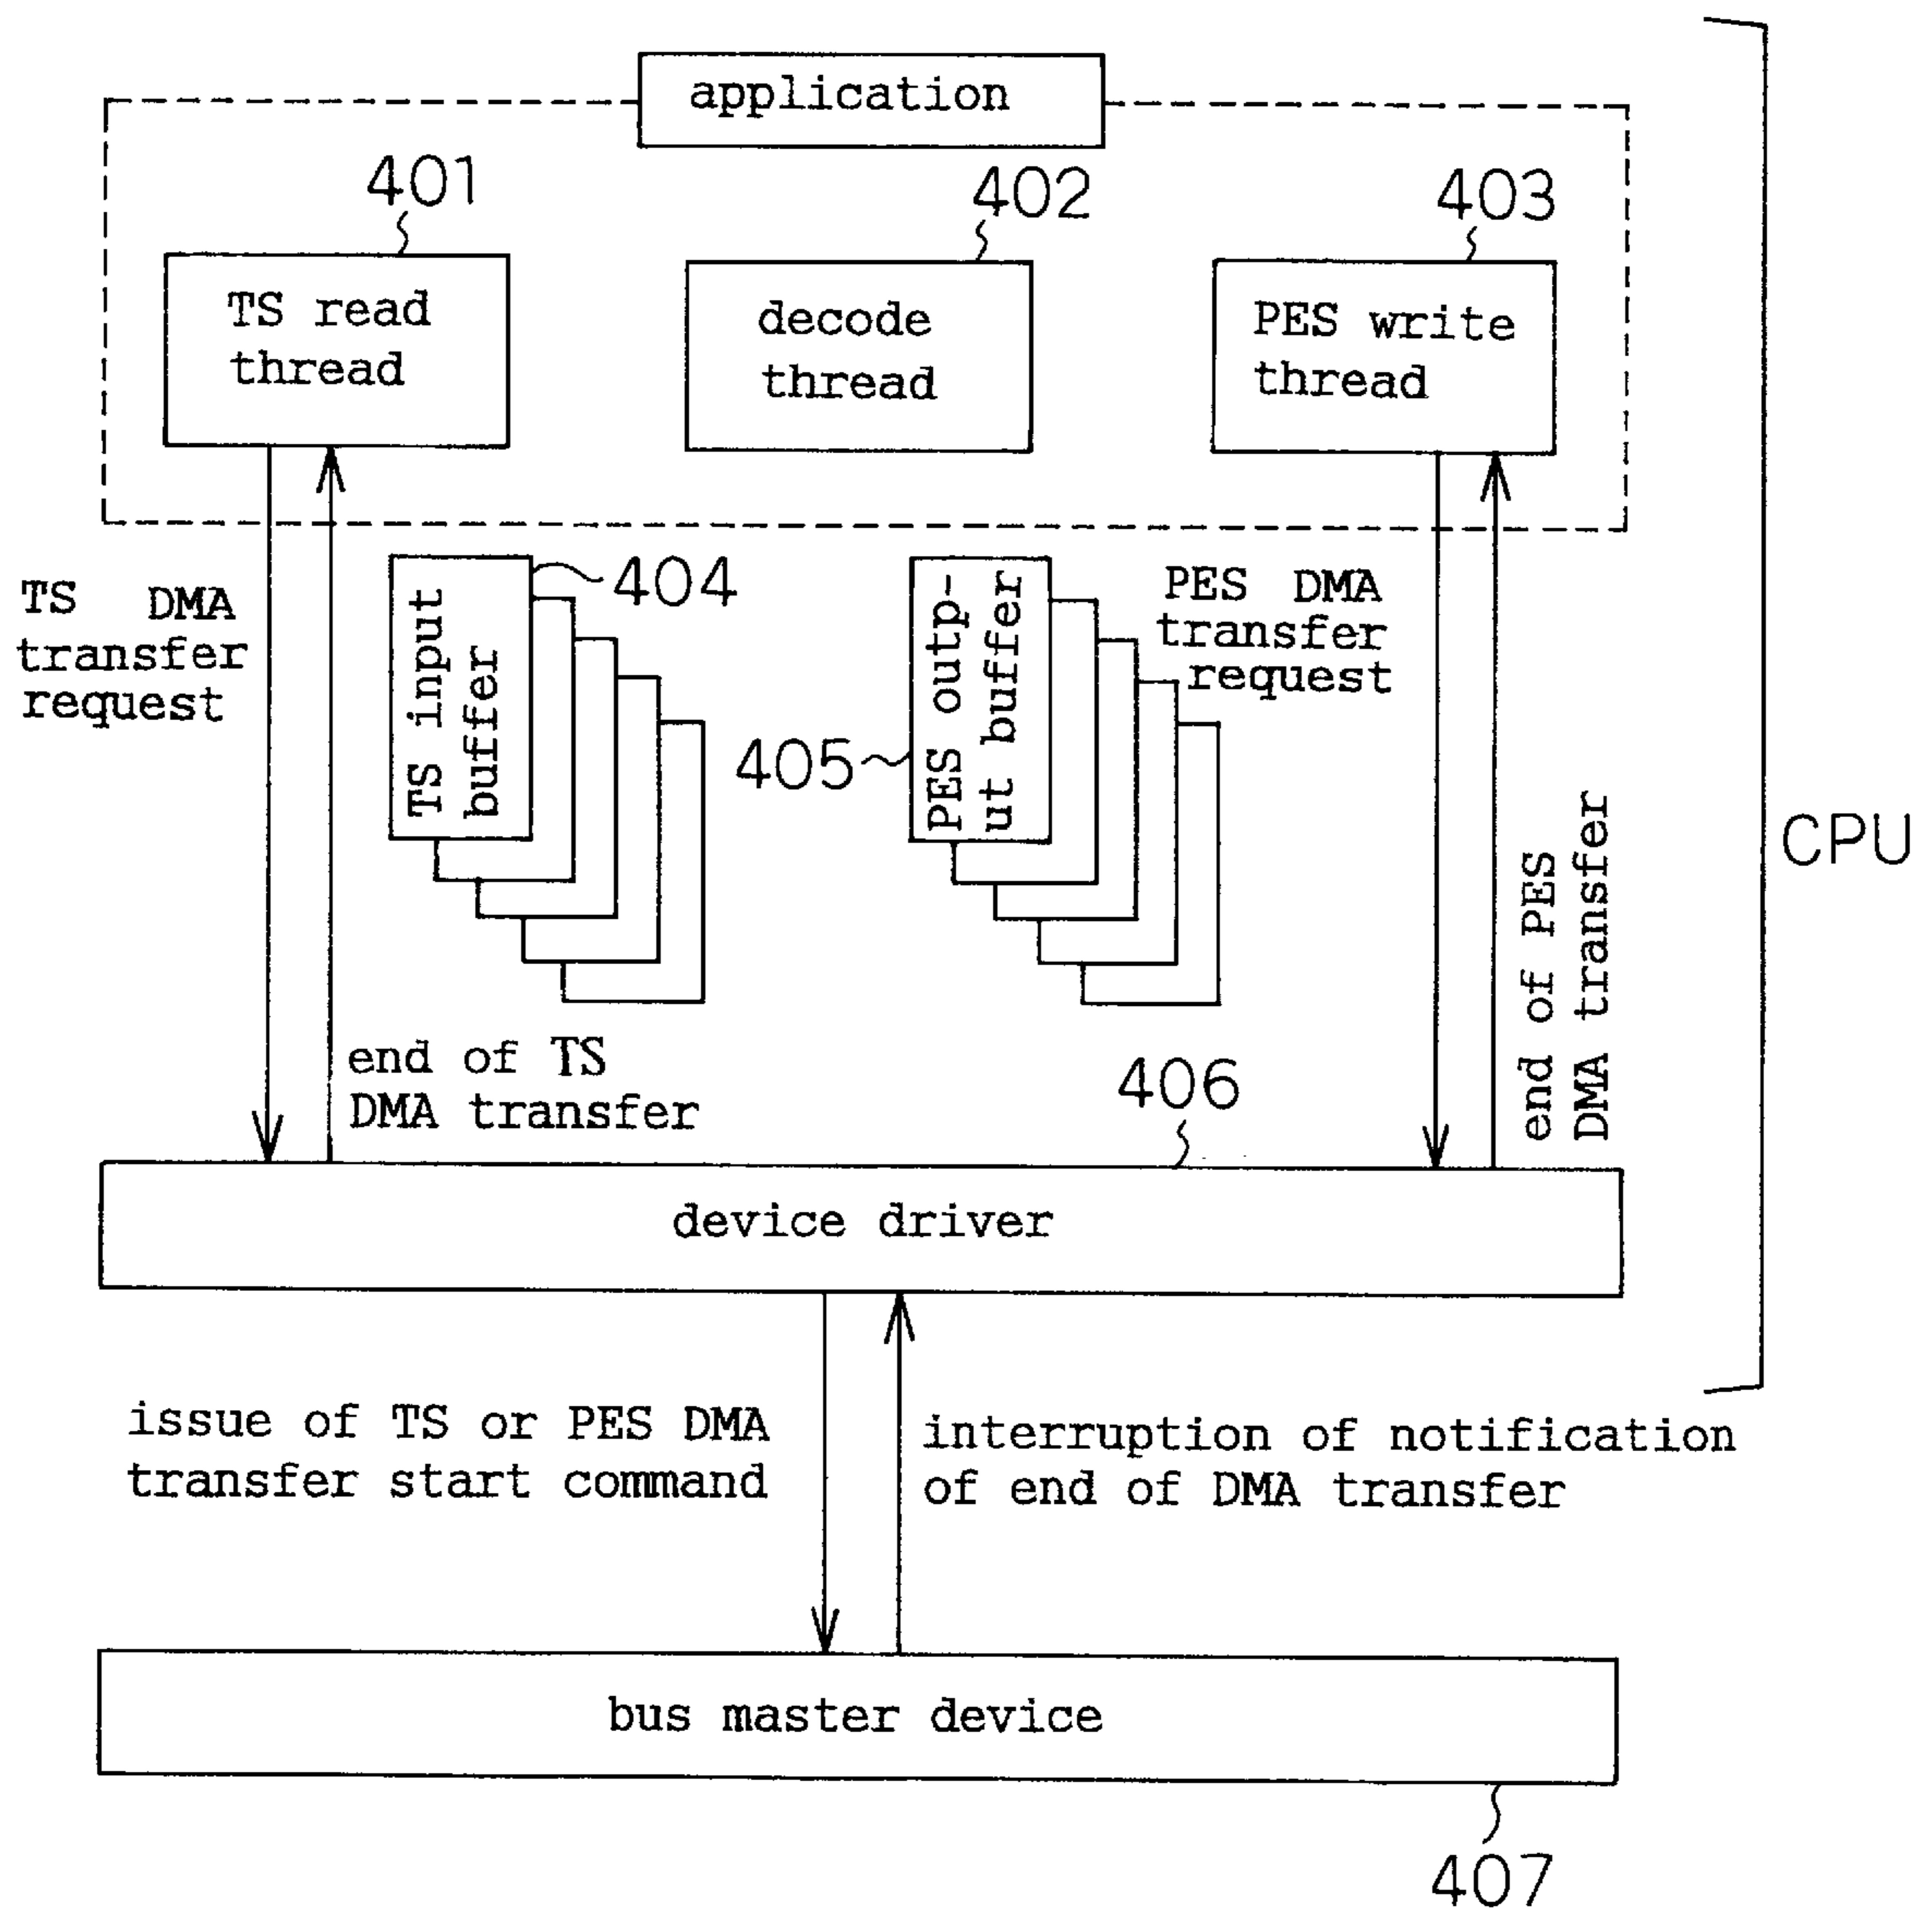 application
401
402
403
TS read
thread
decode
thread
PES write
thread
TS DMA
transfer
request
404
TS input
buffer
405
PES outp-
ut buffer
PES DMA
transfer
request
end of PES
DMA transfer
CPU
end of TS
DMA transfer
406
device driver
issue of TS or PES DMA
transfer start command
interruption of notification
of end of DMA transfer
bus master device
407